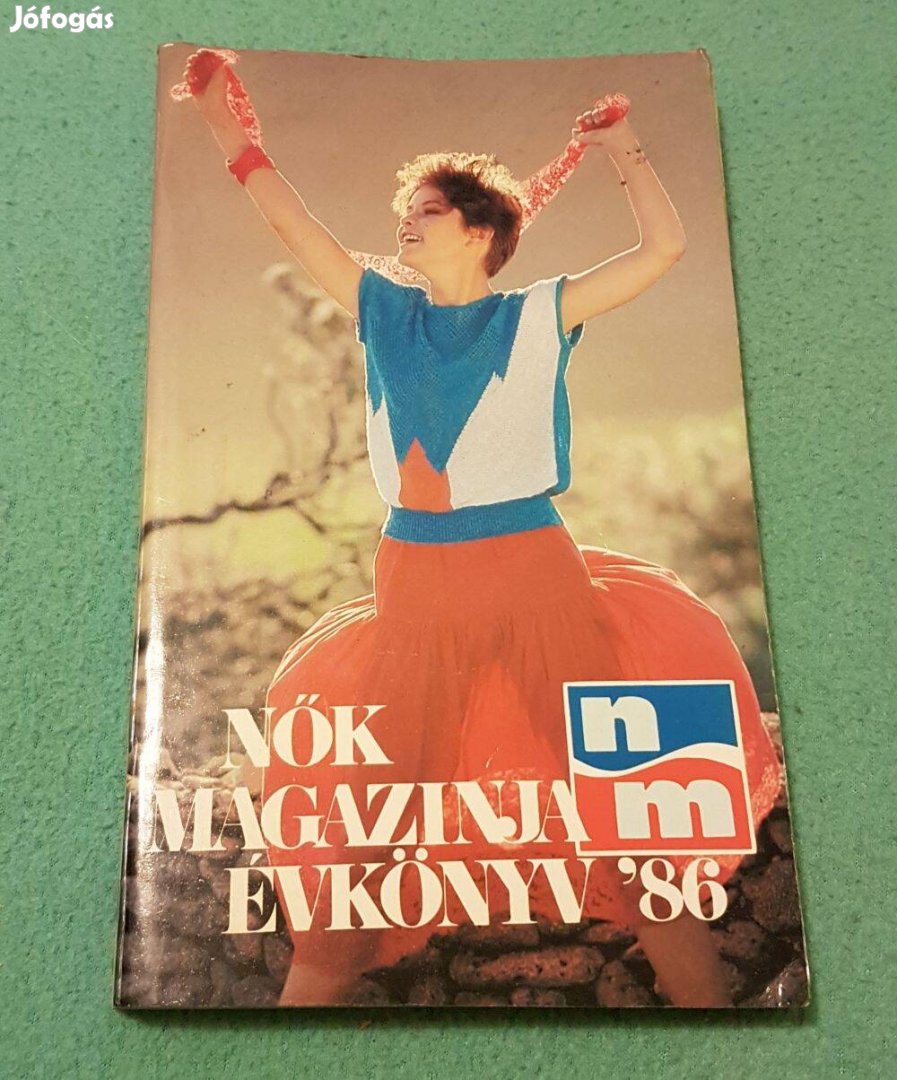 Jófogás
NŐK
MAGAZINJA
ÉVKÖNYV '86
n
m